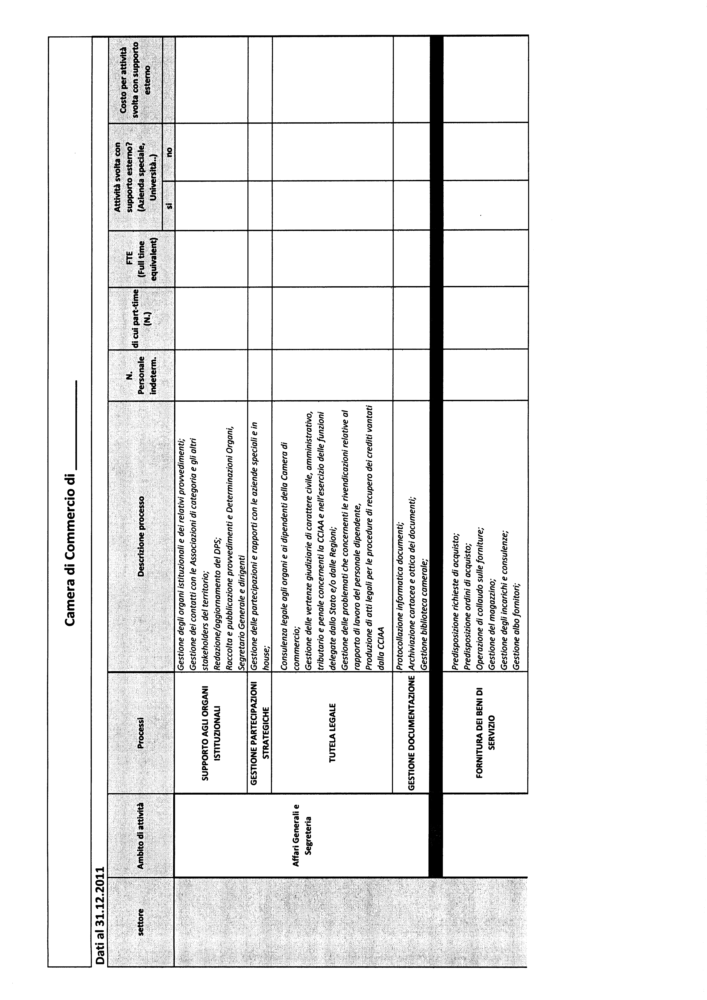 Camera di Commercio di ___________
Dati al 31.12.2011
settore
Ambito di attività
Processi
Descrizione processo
N.
Personale
indeterm.
di cui part-time
(N.)
FTE
(Full time
equivalent)
Attività svolta con
supporto esterno?
(Azienda speciale,
Università..)
si
no
Costo per attività
svolta con supporto
esterno
Affari Generali e
Segreteria
SUPPORTO AGLI ORGANI
ISTITUZIONALI
Gestione degli organi istituzionali e dei relativi provvedimenti;
Gestione dei contatti con le Associazioni di categoria e gli altri
stakeholders del territorio;
Redazione/aggiornamento del DPS;
Raccolta e pubblicazione provvedimenti e Determinazioni Organi,
Segretario Generale e dirigenti
GESTIONE PARTECIPAZIONI
STRATEGICHE
Gestione delle partecipazioni e rapporti con le aziende speciali e in
house;
TUTELA LEGALE
Consulenza legale agli organi e ai dipendenti della Camera di
commercio;
Gestione delle vertenze giudiziarie di carattere civile, amministrativo,
tributario e penale concernenti la CCIAA e nell'esercizio delle funzioni
delegate dallo Stato e/o dalle Regioni;
Gestione delle problemati che concernenti le rivendicazioni relative al
rapporto di lavoro del personale dipendente,
Produzione di atti legali per le procedure di recupero dei crediti vantati
dalla CCIAA
GESTIONE DOCUMENTAZIONE
Protocollazione informatica documenti;
Archiviazione cartacea e ottica dei documenti;
Gestione biblioteca camerale;
FORNITURA DEI BENI DI
SERVIZIO
Predisposizione richieste di acquisto;
Predisposizione ordini di acquisto;
Operazione di collaudo sulle forniture;
Gestione del magazzino;
Gestione degli incarichi e consulenze;
Gestione albo fornitori;